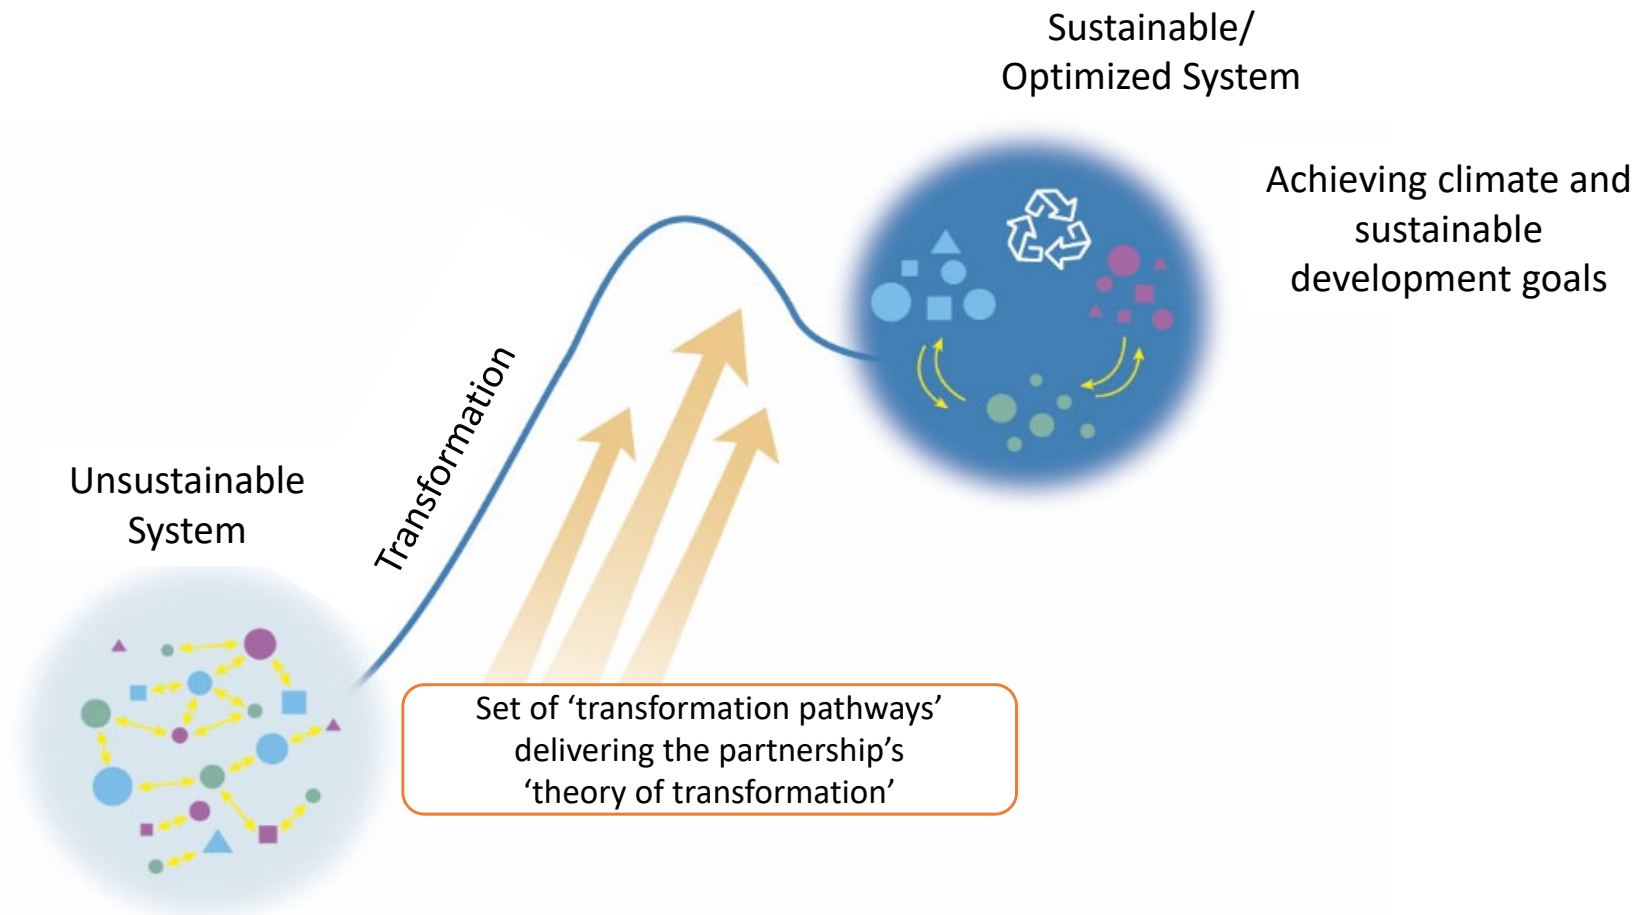 Sustainable/
Optimized System
Achieving climate and
sustainable
development goals
Transformation
Unsustainable
System
Set of ‘transformation pathways’
delivering the partnership’s
‘theory of transformation’